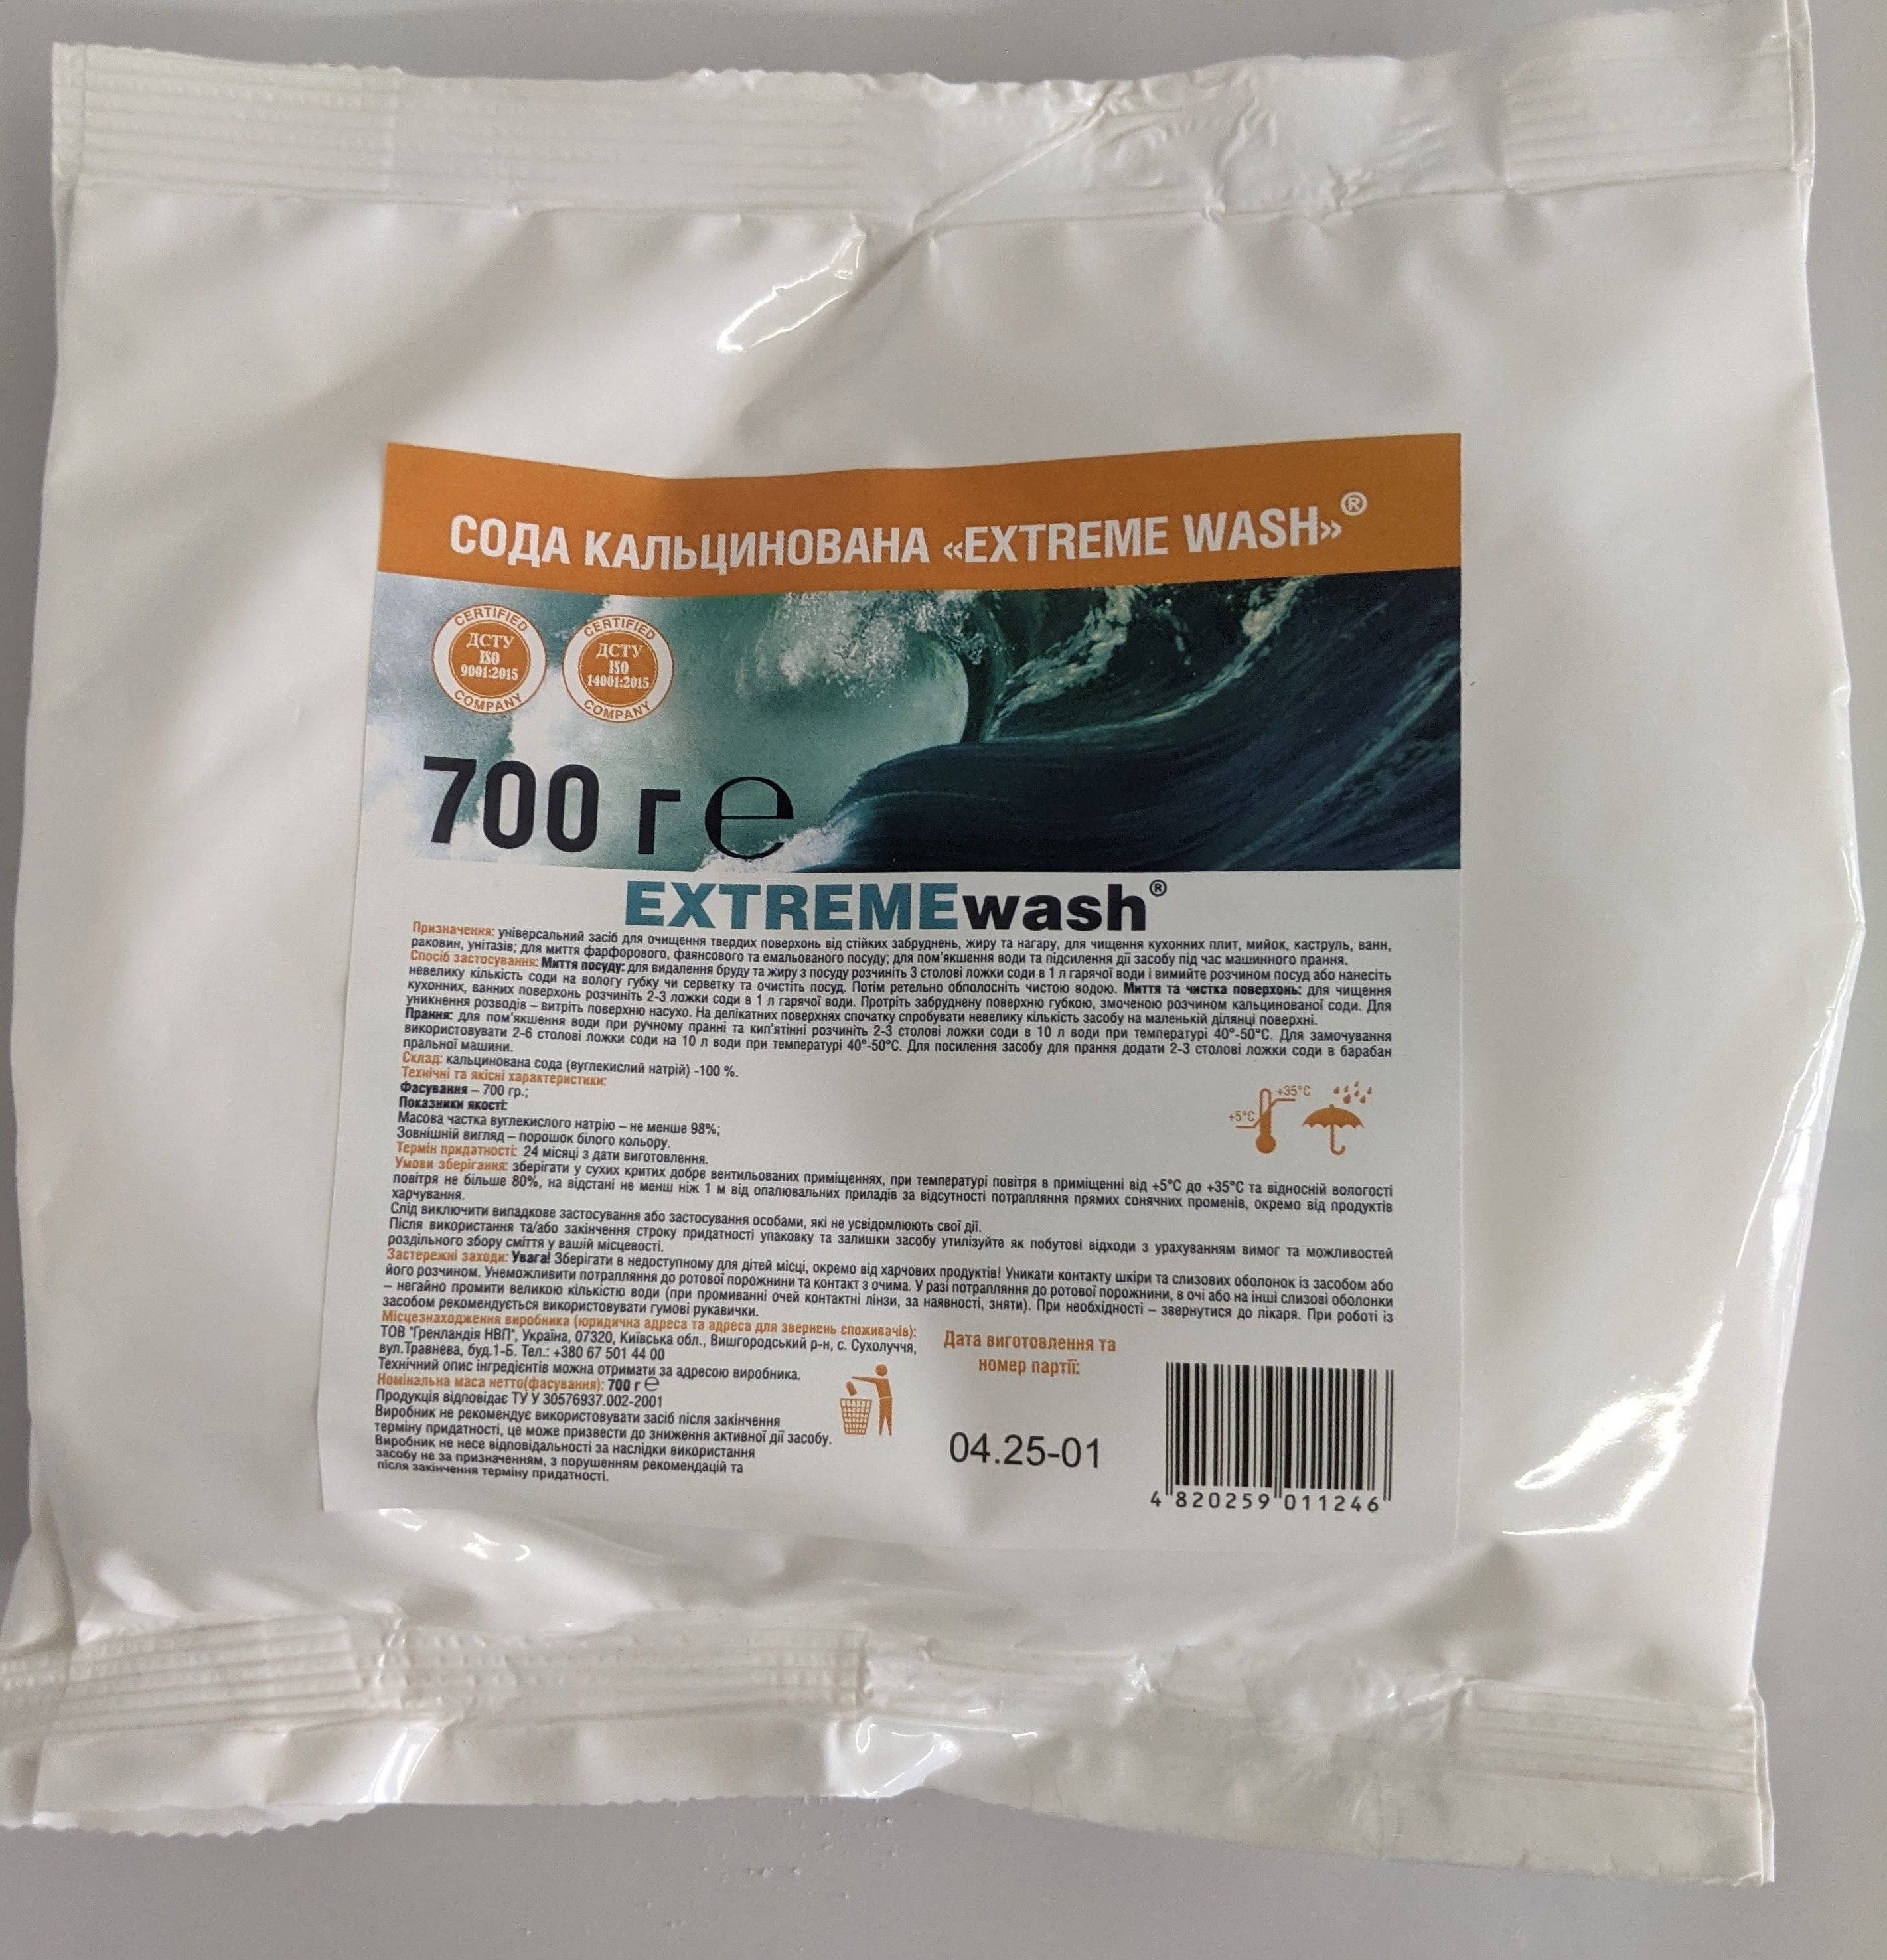 СОДА КАЛЬЦИНОВАНА «EXTREME WASH»®
CERTIFIED
ДСТУ
ISO
9001:2015
COMPANY
CERTIFIED
ДСТУ
ISO
14001:2015
COMPANY
700 г ℮
EXTREMEwash®
Призначення: універсальний засіб для очищення твердих поверхонь від стійких забруднень, жиру та нагару, для чищення кухонних плит, мийок, каструль, ванн,
раковин, унітазів; для миття фарфорового, фаянсового та емальованого посуду; для пом'якшення води та підсилення дії засобу під час машинного прання.
Спосіб застосування: Миття посуду: для видалення бруду та жиру з посуду розчиніть 3 столові ложки соди в 1 л гарячої води і вимийте розчином посуд або нанесіть
невелику кількість соди на вологу губку чи серветку та очистіть посуд. Потім ретельно обполосніть чистою водою. Миття та чистка поверхонь: для чищення
кухонних, ванних поверхонь розчиніть 2-3 ложки соди в 1 л гарячої води. Протріть забруднену поверхню губкою, змоченою розчином кальцинованої соди. Для
уникнення розводів – витріть поверхню насухо. На делікатних поверхнях спочатку спробувати невелику кількість засобу на маленькій ділянці поверхні.
Прання: для пом'якшення води при ручному пранні та кип'ятінні розчиніть 2-3 столові ложки соди в 10 л води при температурі 40°-50°С. Для замочування
використовувати 2-6 столові ложки соди на 10 л води при температурі 40°-50°С. Для посилення засобу для прання додати 2-3 столові ложки соди в барабан
пральної машини.
Склад: кальцинована сода (вуглекислий натрій) -100 %.
Технічні та якісні характеристики:
Фасування – 700 гр.;
Показники якості:
Масова частка вуглекислого натрію – не менше 98%;
Зовнішній вигляд – порошок білого кольору.
+5°C
+35°C
Термін придатності: 24 місяці з дати виготовлення.
Умови зберігання: зберігати у сухих критих добре вентильованих приміщеннях, при температурі повітря в приміщенні від +5°С до +35°С та відносній вологості
повітря не більше 80%, на відстані не менш ніж 1 м від опалювальних приладів за відсутності потрапляння прямих сонячних променів, окремо від продуктів
харчування.
Слід виключити випадкове застосування або застосування особами, які не усвідомлюють свої дії.
Після використання та/або закінчення строку придатності упаковку та залишки засобу утилізуйте як побутові відходи з урахуванням вимог та можливостей
роздільного збору сміття у вашій місцевості.
Застережні заходи: Увага! Зберігати в недоступному для дітей місці, окремо від харчових продуктів! Уникати контакту шкіри та слизових оболонок із засобом або
його розчином. Унеможливити потрапляння до ротової порожнини та контакт з очима. У разі потрапляння до ротової порожнини, в очі або на інші слизові оболонки
– негайно промити великою кількістю води (при промиванні очей контактні лінзи, за наявності, зняти). При необхідності – звернутися до лікаря. При роботі із
засобом рекомендується використовувати гумові рукавички.
Місцезнаходження виробника (юридична адреса та адреса для звернень споживачів):
ТОВ "Гренландія НВП", Україна, 07320, Київська обл., Вишгородський р-н, с. Сухолуччя,
вул.Травнева, буд.1-Б. Тел.: +380 67 501 44 00
Технічний опис інгредієнтів можна отримати за адресою виробника.
Номінальна маса нетто(фасування): 700 г ℮
Продукція відповідає ТУ У 30576937.002-2001
Виробник не рекомендує використовувати засіб після закінчення
терміну придатності, це може призвести до зниження активної дії засобу.
Виробник не несе відповідальності за наслідки використання
засобу не за призначенням, з порушенням рекомендацій та
після закінчення терміну придатності.
Дата виготовлення та
номер партії:
04.25-01
4 820259 011246